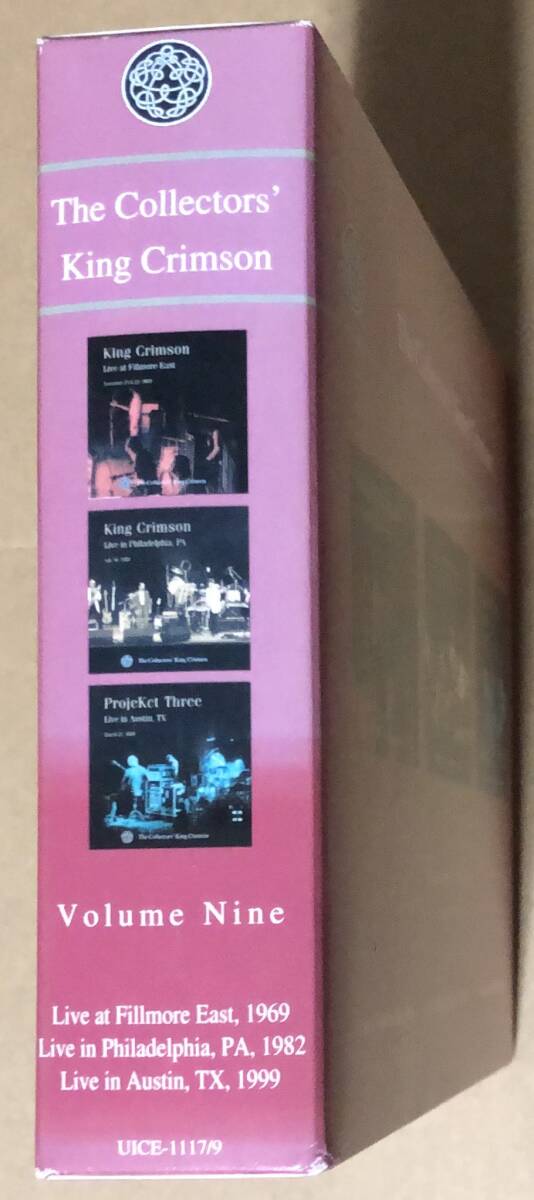 The Collectors'
King Crimson
King Crimson
Live at Fillmore East
King Crimson
Live in Philadelphia, PA
The Collectors' King Crimson
ProjeKct Three
Live in Austin, TX
The Collectors' King Crimson
Volume Nine
Live at Fillmore East, 1969
Live in Philadelphia, PA, 1982
Live in Austin, TX, 1999
UICE-1117/9